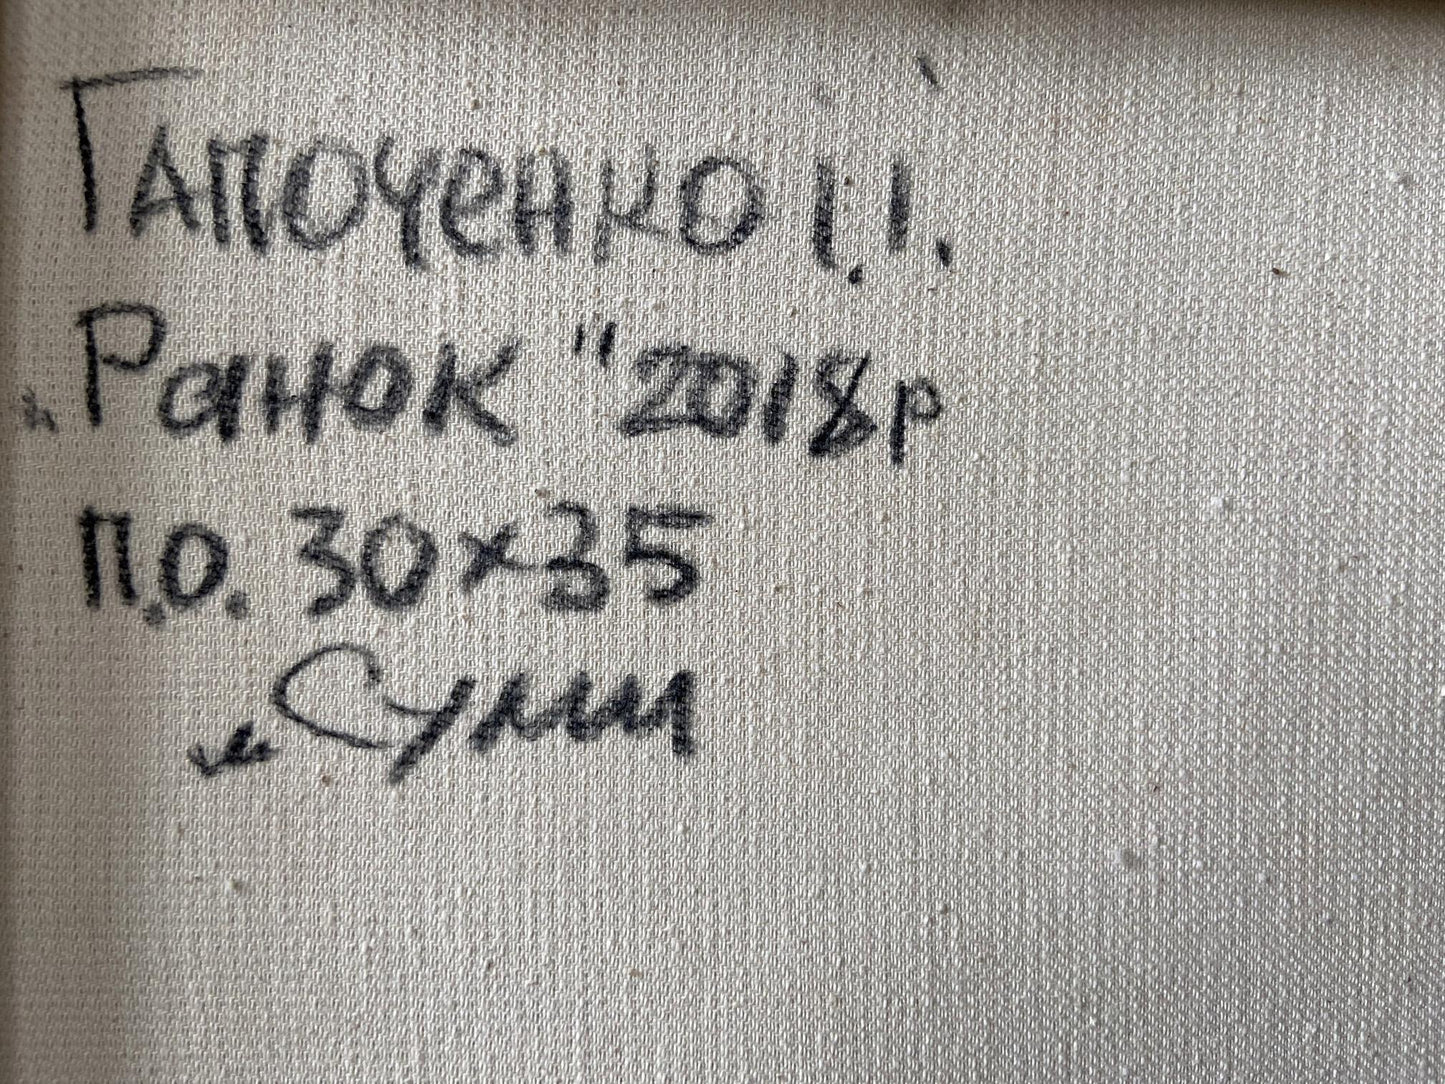 Гапоченко І.І.
„Ранок" 2018р
п.о. 30×35
м. Суми